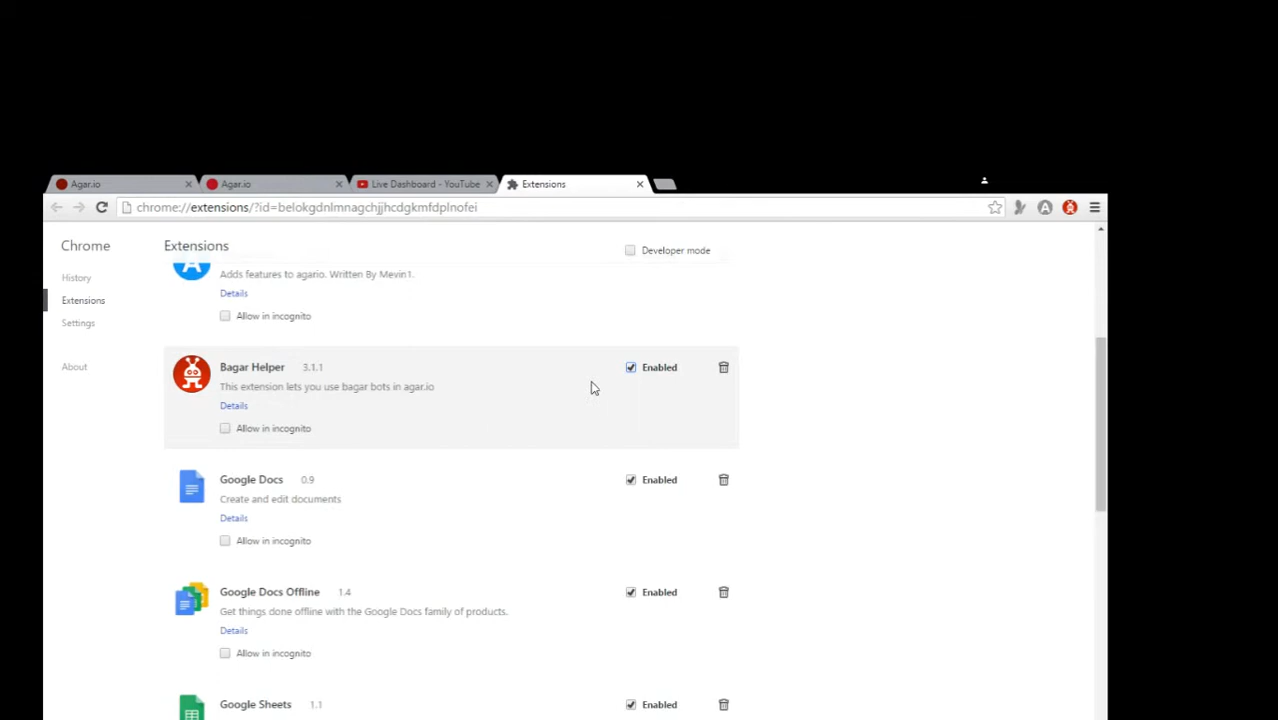 Agar.io
Agar.io
Live Dashboard - YouTube
Extensions
chrome://extensions/?id=belokgdnlmnagchjjhcdgkmfdplnofei
Chrome
Extensions
Developer mode
History
Extensions
Settings
About
Adds features to agario. Written By Mevin1.
Details
Allow in incognito
Bagar Helper 3.1.1
Enabled
This extension lets you use bagar bots in agar.io
Details
Allow in incognito
Google Docs 0.9
Enabled
Create and edit documents
Details
Allow in incognito
Google Docs Offline 1.4
Enabled
Get things done offline with the Google Docs family of products.
Details
Allow in incognito
Google Sheets 1.1
Enabled